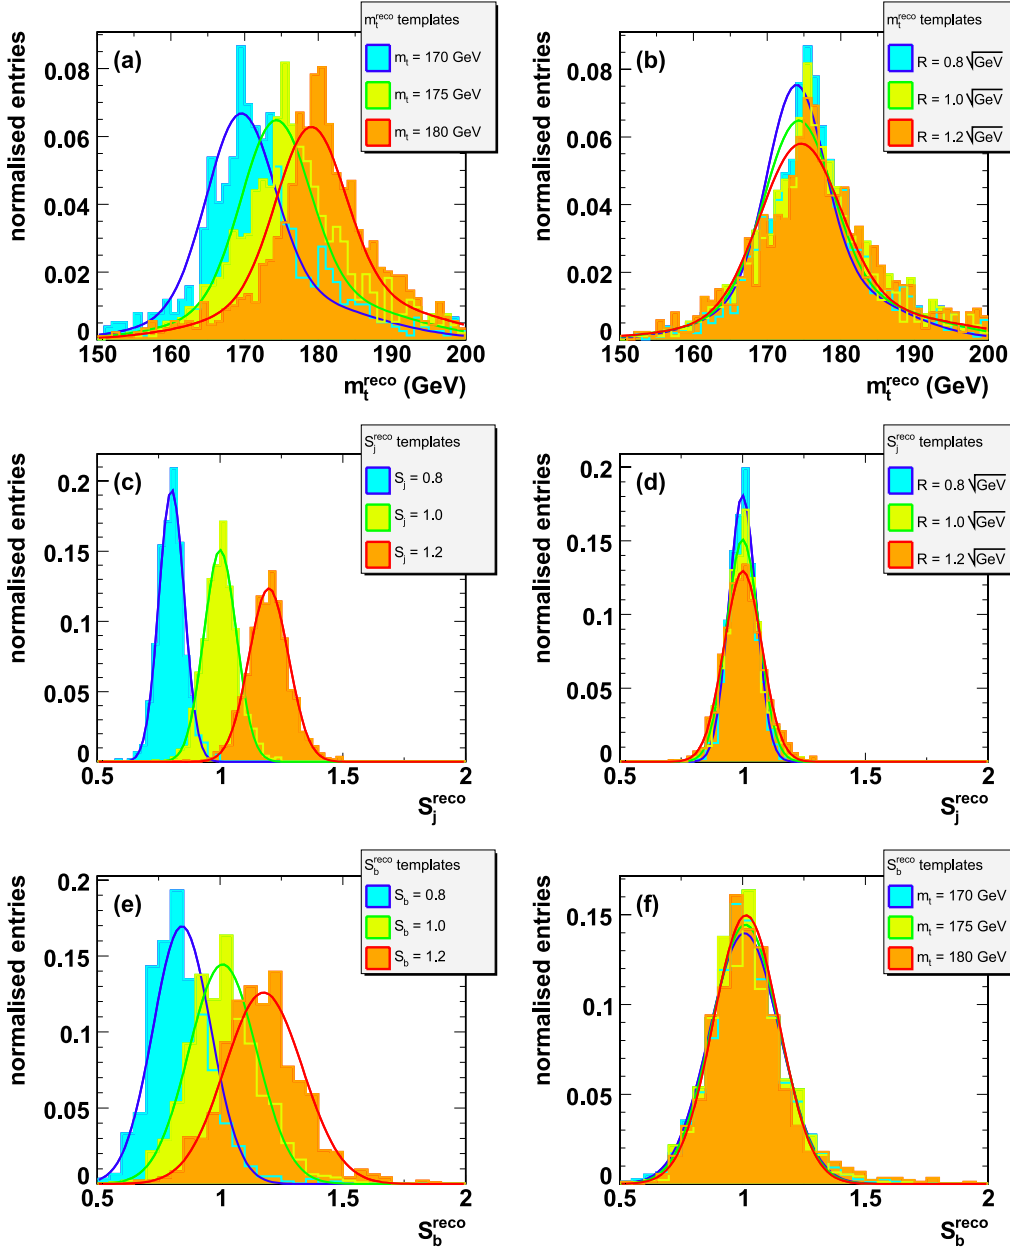 m_t^reco templates
(a)
m_t = 170 GeV
m_t = 175 GeV
m_t = 180 GeV
normalised entries
0.08
0.06
0.04
0.02
0
150 160 170 180 190 200
m_t^reco (GeV)
m_t^reco templates
(b)
R = 0.8 √GeV
R = 1.0 √GeV
R = 1.2 √GeV
normalised entries
0.08
0.06
0.04
0.02
0
150 160 170 180 190 200
m_t^reco (GeV)
S_j^reco templates
(c)
S_j = 0.8
S_j = 1.0
S_j = 1.2
normalised entries
0.2
0.15
0.1
0.05
0
0.5 1 1.5 2
S_j^reco
S_j^reco templates
(d)
R = 0.8 √GeV
R = 1.0 √GeV
R = 1.2 √GeV
normalised entries
0.2
0.15
0.1
0.05
0
0.5 1 1.5 2
S_j^reco
S_b^reco templates
(e)
S_b = 0.8
S_b = 1.0
S_b = 1.2
normalised entries
0.2
0.15
0.1
0.05
0
0.5 1 1.5 2
S_b^reco
S_b^reco templates
(f)
m_t = 170 GeV
m_t = 175 GeV
m_t = 180 GeV
normalised entries
0.15
0.1
0.05
0
0.5 1 1.5 2
S_b^reco